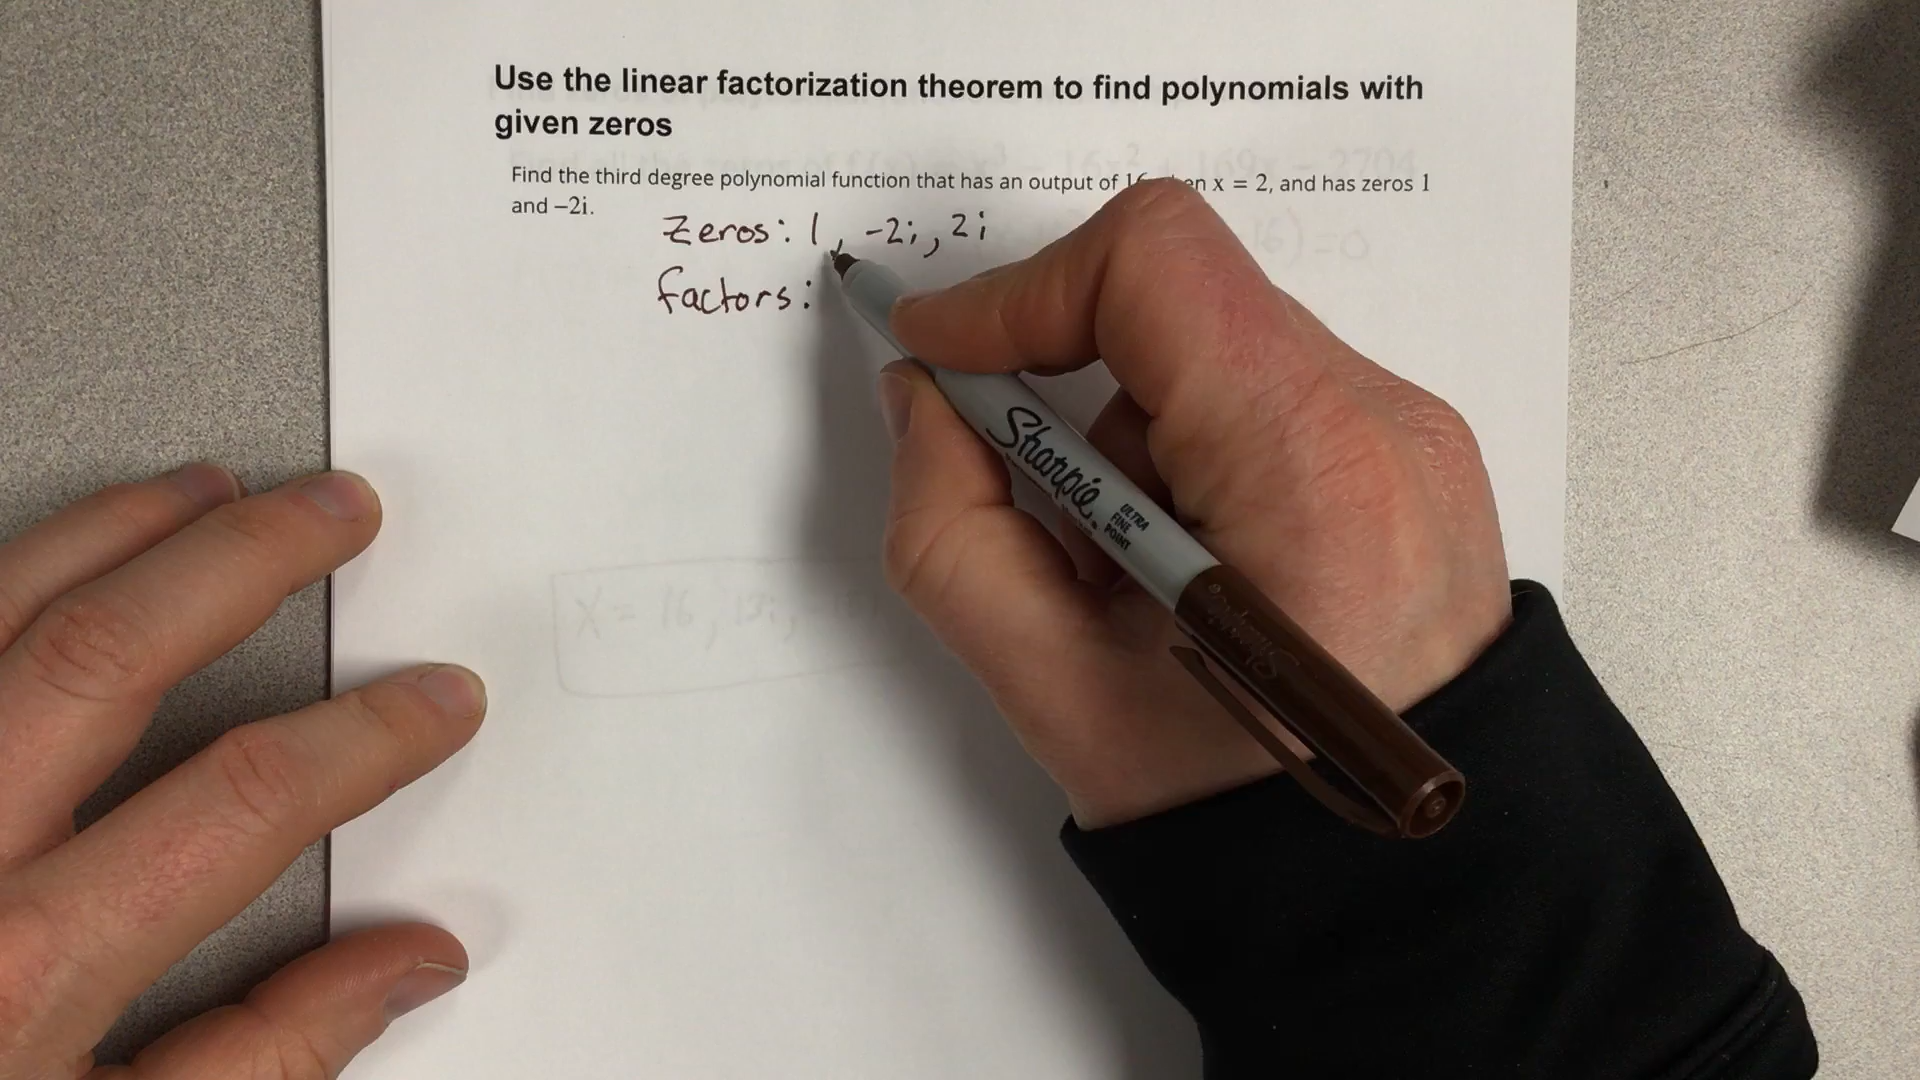 Use the linear factorization theorem to find polynomials with
given zeros
Find the third degree polynomial function that has an output of x = 2, and has zeros 1
and −2i.
Zeros: 1, -2i, 2i
factors:
Sharpie
ULTRA
FINE
POINT
Sharpie
X = 16, 13i,